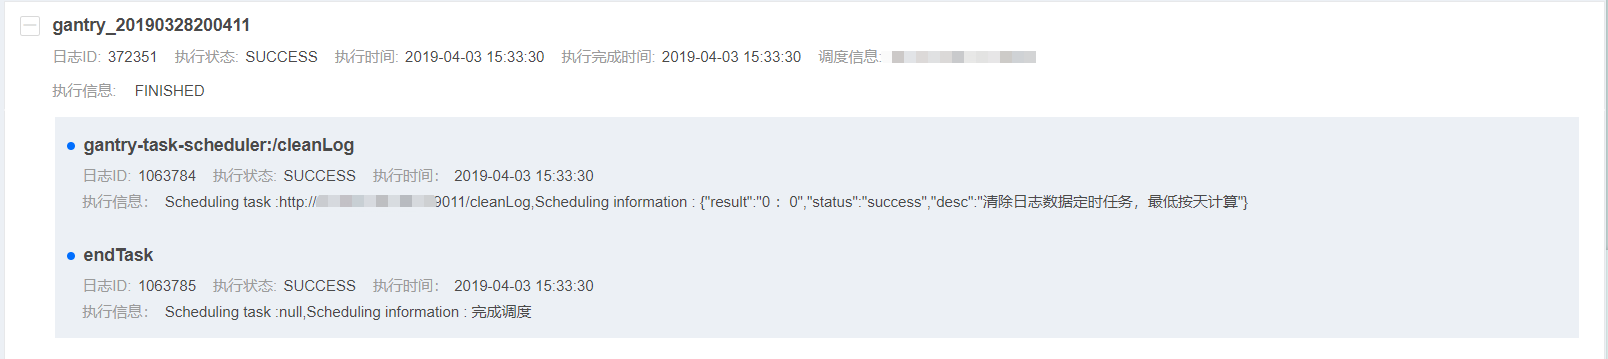 gantry_20190328200411
日志ID: 372351 执行状态: SUCCESS 执行时间: 2019-04-03 15:33:30 执行完成时间: 2019-04-03 15:33:30 调度信息:
执行信息: FINISHED
gantry-task-scheduler:/cleanLog
日志ID: 1063784 执行状态: SUCCESS 执行时间: 2019-04-03 15:33:30
执行信息: Scheduling task :http:// 9011/cleanLog,Scheduling information : {"result":"0 : 0","status":"success","desc":"清除日志数据定时任务，最低按天计算"}
endTask
日志ID: 1063785 执行状态: SUCCESS 执行时间: 2019-04-03 15:33:30
执行信息: Scheduling task :null,Scheduling information : 完成调度